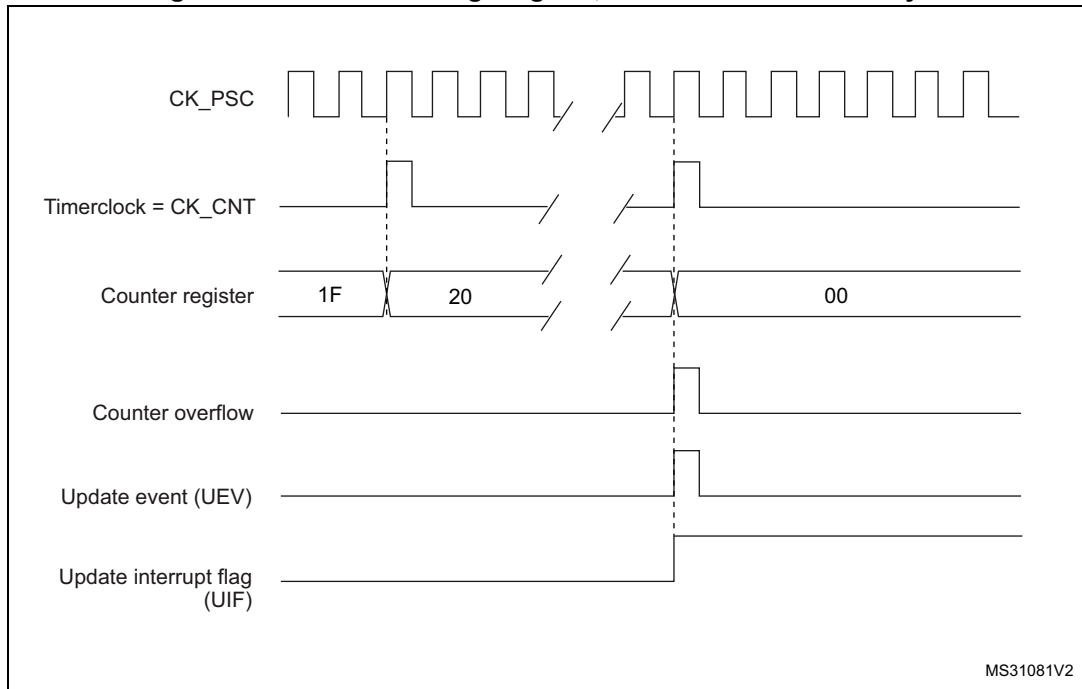 CK_PSC
Timerclock = CK_CNT
Counter register
1F
20
00
Counter overflow
Update event (UEV)
Update interrupt flag
(UIF)
MS31081V2